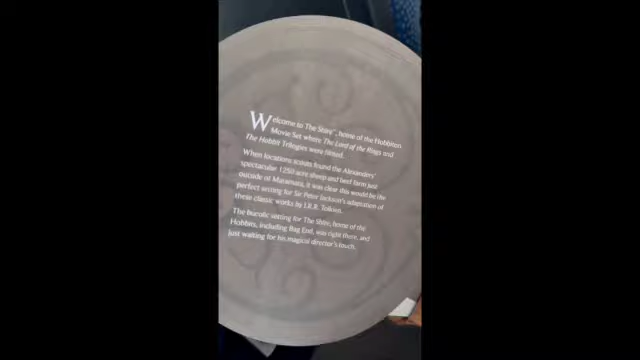 Welcome to The Shire™, home of the Hobbiton
Movie Set where The Lord of the Rings and
The Hobbit Trilogies were filmed.
When locations scouts found the Alexanders'
spectacular 1250 acre sheep and beef farm just
outside of Matamata, it was clear this would be the
perfect setting for Sir Peter Jackson's adaptation of
these classic works by J.R.R. Tolkien.
The bucolic setting for The Shire, home of the
Hobbits, including Bag End, was right there, and
just waiting for his magical director's touch.